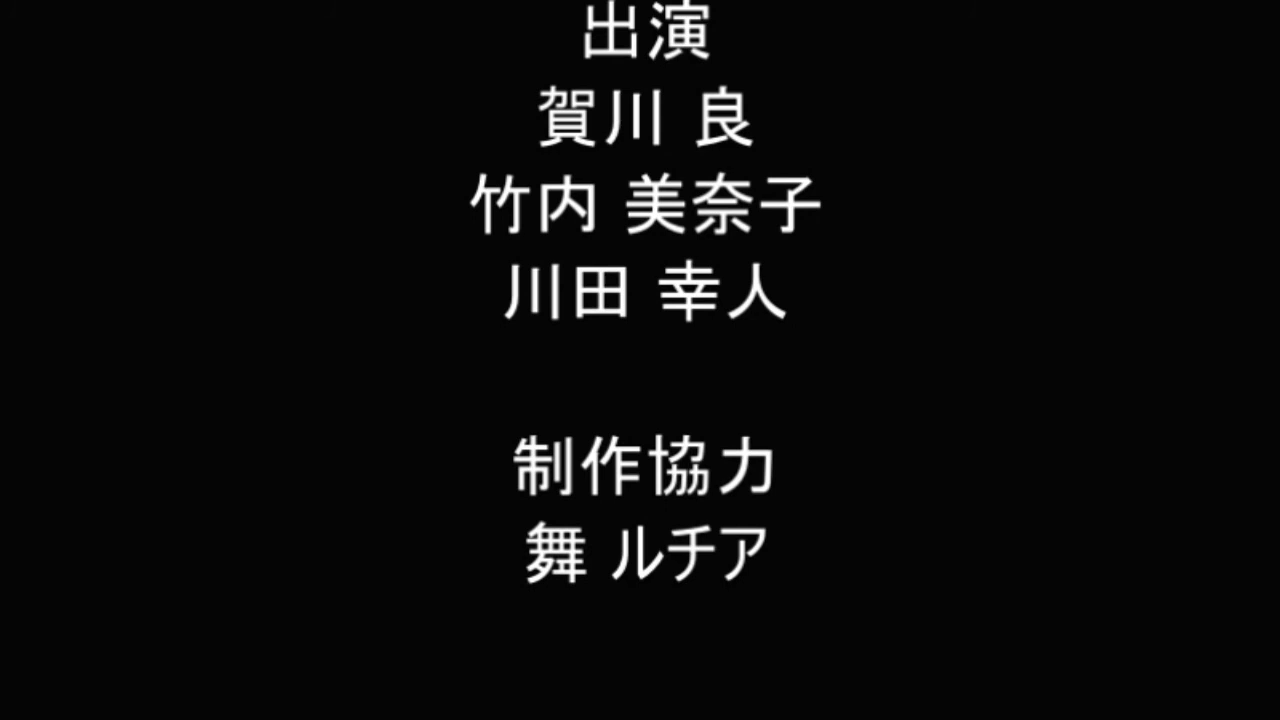 出演
賀川 良
竹内 美奈子
川田 幸人
制作協力
舞 ルチア